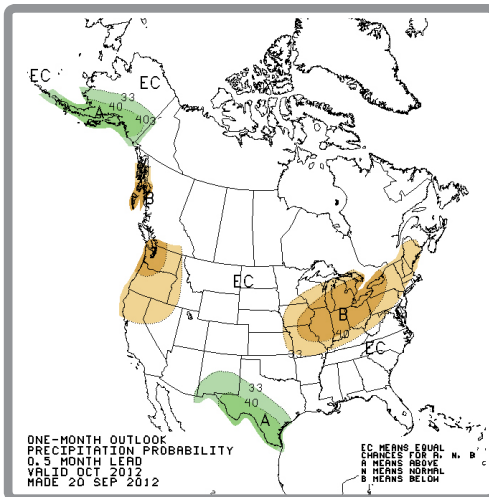 EC
EC
33
40
40
33
A
B
EC
B
40
33
EC
33
40
A
ONE-MONTH OUTLOOK
PRECIPITATION PROBABILITY
0.5 MONTH LEAD
VALID OCT 2012
MADE 20 SEP 2012
EC MEANS EQUAL
CHANCES FOR A, N, B
A MEANS ABOVE
N MEANS NORMAL
B MEANS BELOW